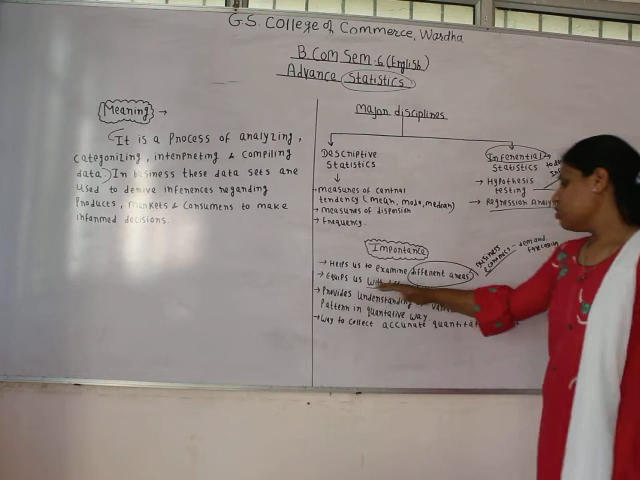 G.S. College of Commerce, Wardha
B.Com Sem-6 (English)
Advance Statistics
Meaning →
It is a process of analyzing,
categorizing, interpreting & compiling
data. In business these data sets are
used to derive inferences regarding
products, markets & consumers to make
informed decisions.
Major disciplines
Descriptive
Statistics
- measures of central
tendency (mean, mode, median)
- measures of dispersion
- Frequency.
Inferential
Statistics
→ Hypothesis
testing
→ Regression
Importance
→ Helps us to examine different areas
Business
Economics - demand
forecasting
→ Equips us with
→ Provides understanding
Pattern in quantative way.
→ Way to collect accurate